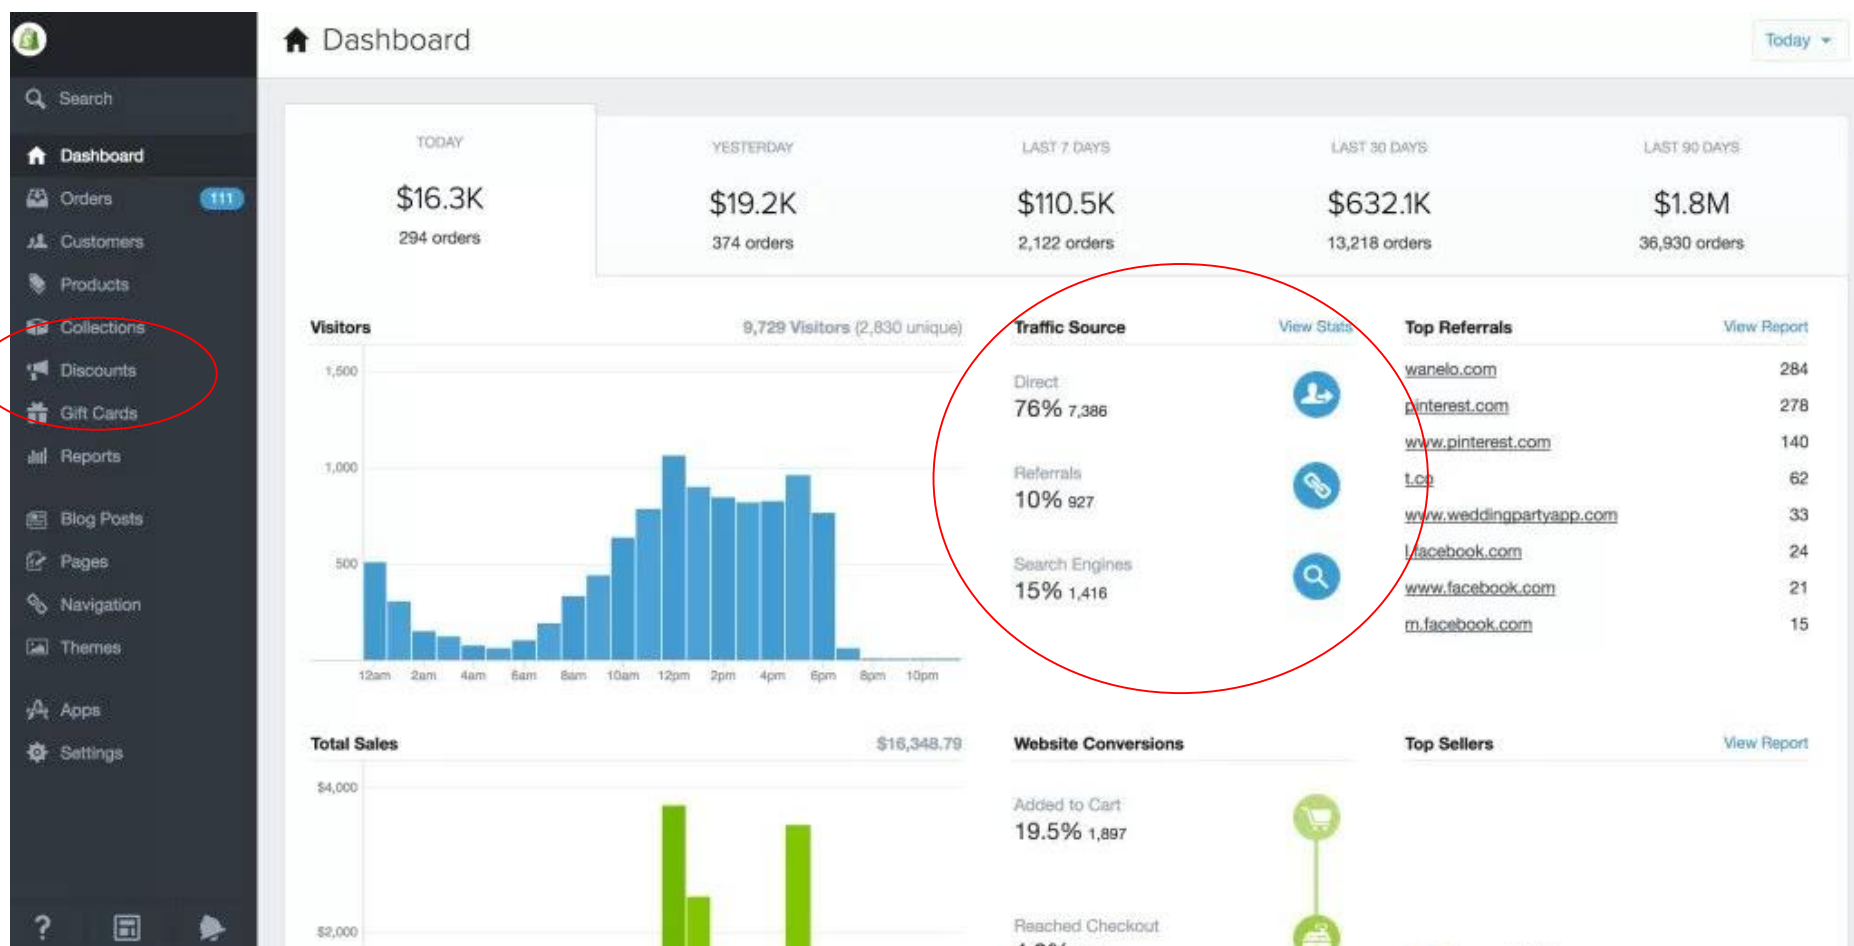 Dashboard
Today
Search
Dashboard
Orders 111
Customers
Products
Collections
Discounts
Gift Cards
Reports
Blog Posts
Pages
Navigation
Themes
Apps
Settings
?
TODAY
$16.3K
294 orders
YESTERDAY
$19.2K
374 orders
LAST 7 DAYS
$110.5K
2,122 orders
LAST 30 DAYS
$632.1K
13,218 orders
LAST 90 DAYS
$1.8M
36,930 orders
Visitors 9,729 Visitors (2,830 unique)
1,500
1,000
500
12am 2am 4am 6am 8am 10am 12pm 2pm 4pm 6pm 8pm 10pm
Traffic Source View Stats
Direct
76% 7,386
Referrals
10% 927
Search Engines
15% 1,416
Top Referrals View Report
wanelo.com 284
pinterest.com 278
www.pinterest.com 140
t.co 62
www.weddingpartyapp.com 33
l.facebook.com 24
www.facebook.com 21
m.facebook.com 15
Total Sales $16,348.79
$4,000
$2,000
Website Conversions
Added to Cart
19.5% 1,897
Reached Checkout
Top Sellers View Report